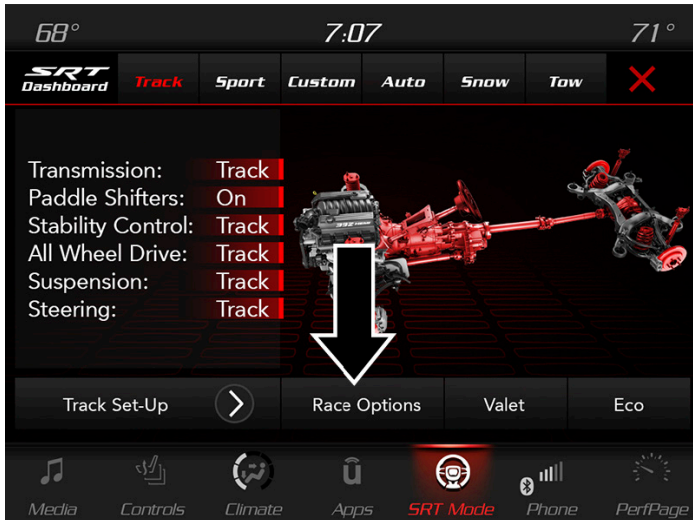 68° 7:07 71°
SRT
Dashboard Track Sport Custom Auto Snow Tow
Transmission: Track
Paddle Shifters: On
Stability Control: Track
All Wheel Drive: Track
Suspension: Track
Steering: Track
392
Track Set-Up Race Options Valet Eco
Media Controls Climate Apps SRT Mode Phone PerfPage